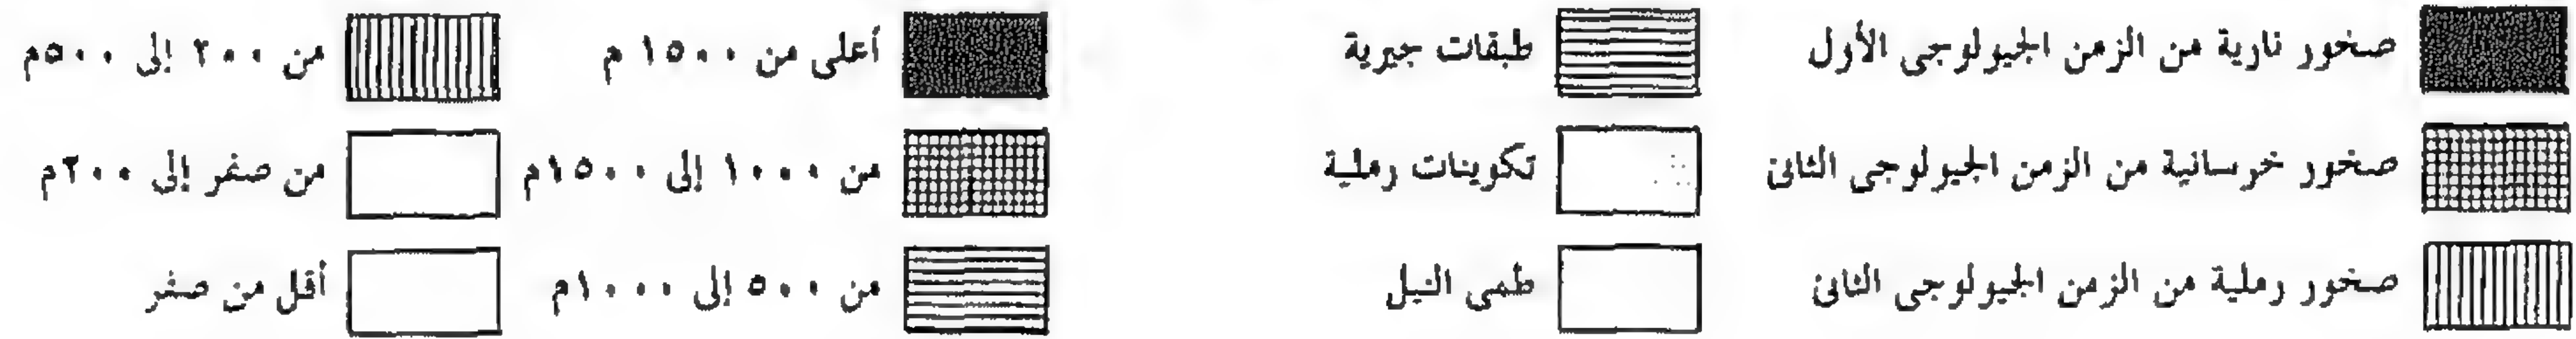 صخور نارية من الزمن الجيولوجى الأول
صخور خرسانية من الزمن الجيولوجى الثانى
صخور رملية من الزمن الجيولوجى الثانى
طبقات جيرية
تكوينات رملية
طمى النيل
أعلى من ١٥٠٠ م
من ١٠٠٠ إلى ١٥٠٠م
من ٥٠٠ إلى ١٠٠٠م
من ٢٠٠ إلى ٥٠٠م
من صفر إلى ٢٠٠م
أقل من صفر